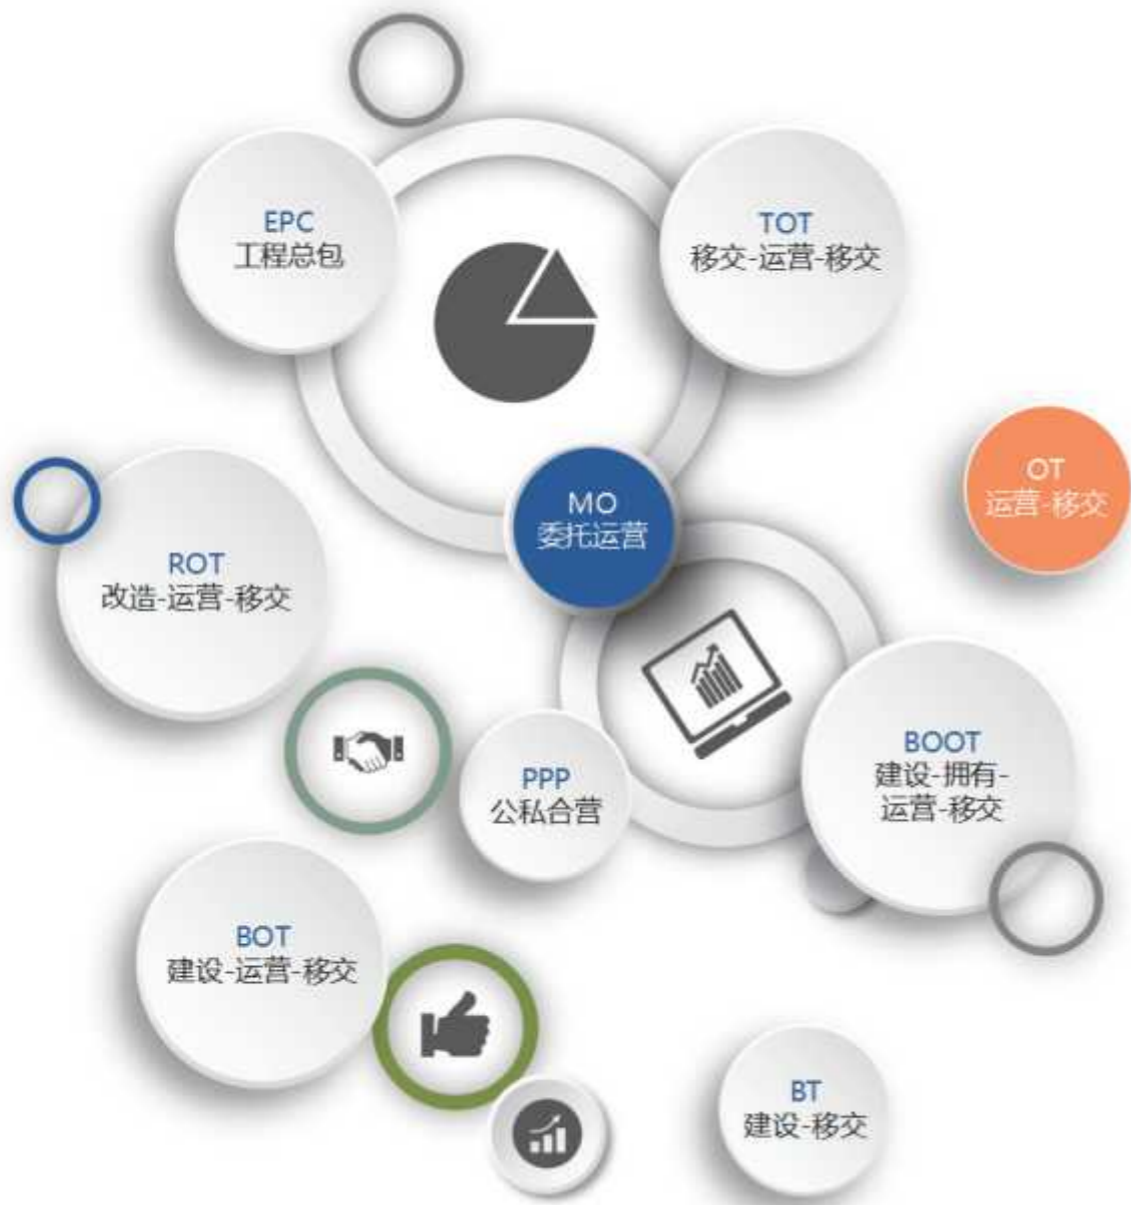 EPC
工程总包
TOT
移交-运营-移交
MO
委托运营
OT
运营-移交
ROT
改造-运营-移交
PPP
公私合营
BOOT
建设-拥有-
运营-移交
BOT
建设-运营-移交
BT
建设-移交